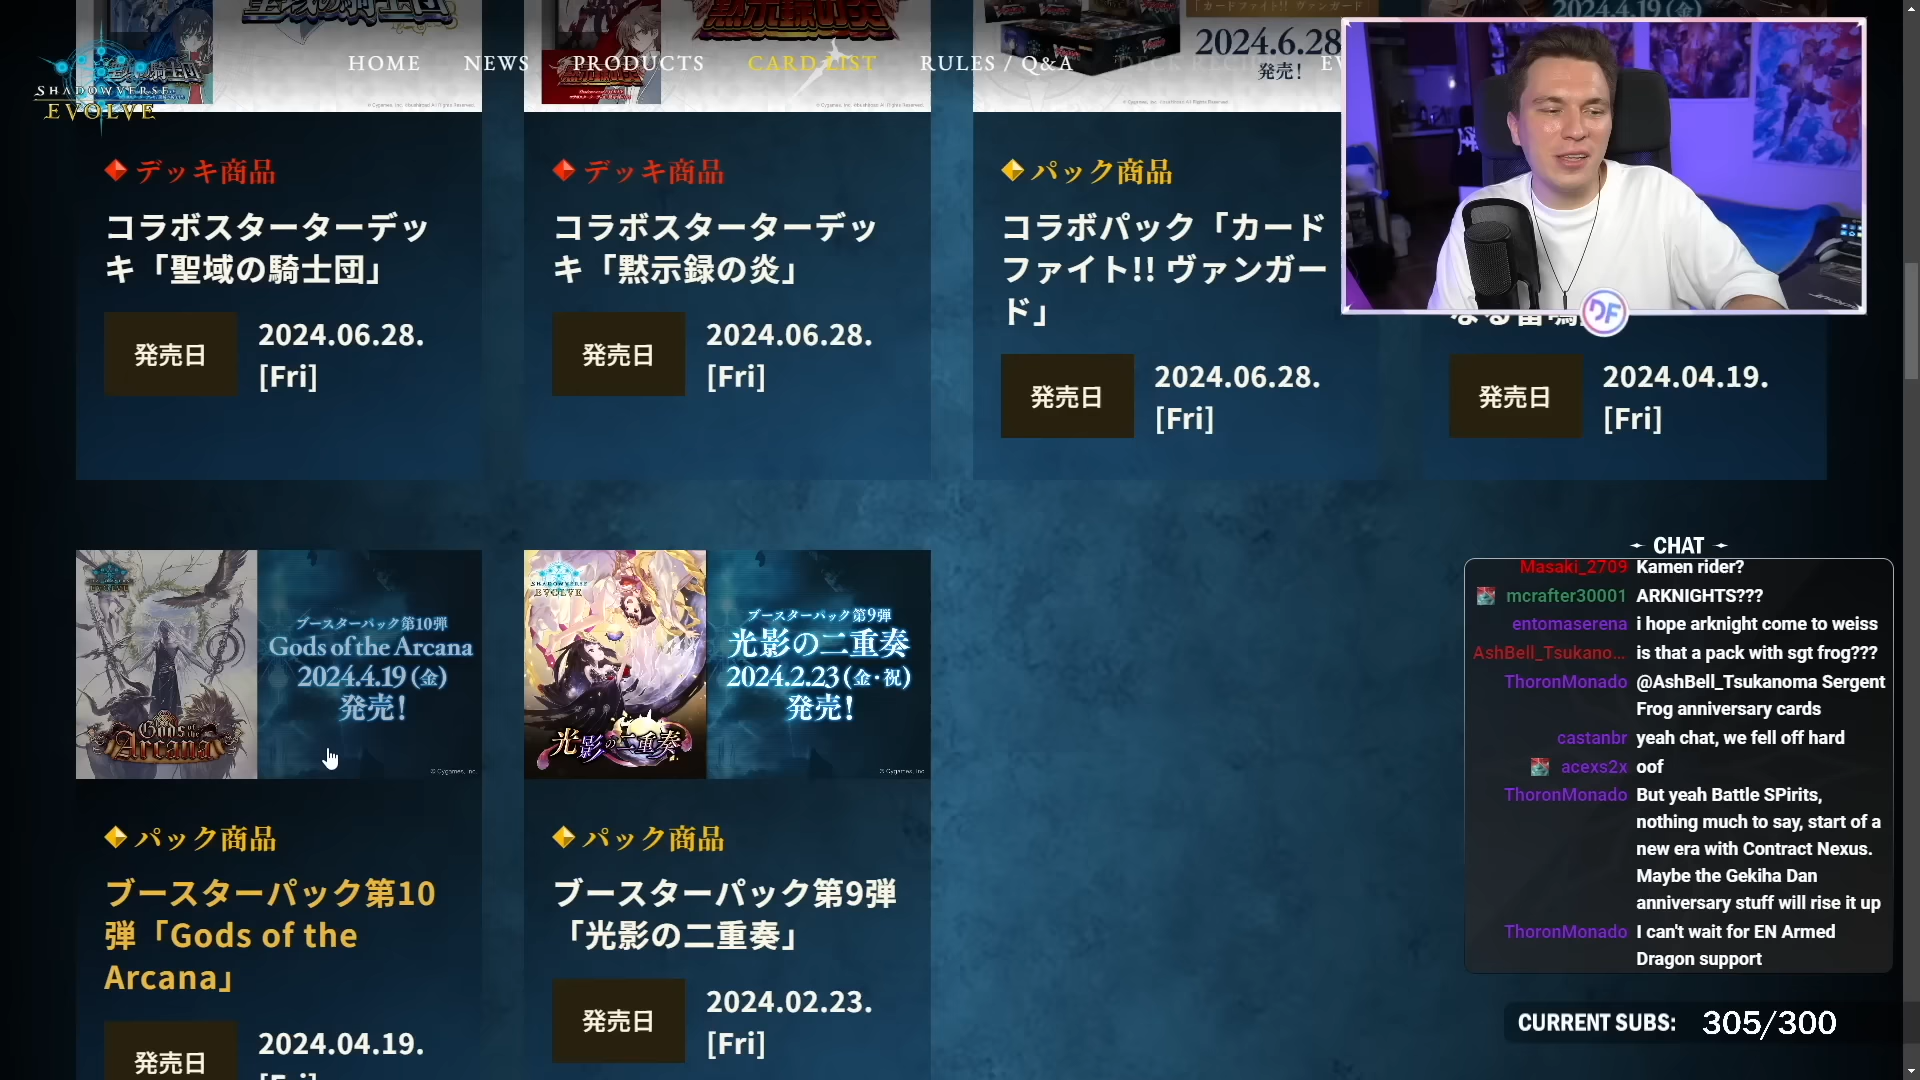 SHADOWVERSE
EVOLVE
HOME
NEWS
PRODUCTS
CARD LIST
RULES / Q&A
2024.6.28
発売!
2024.4.19(金)
デッキ商品
コラボスターターデッ
キ「聖域の騎士団」
発売日
2024.06.28.
[Fri]
デッキ商品
コラボスターターデッ
キ「黙示録の炎」
発売日
2024.06.28.
[Fri]
パック商品
コラボパック「カード
ファイト!! ヴァンガー
ド」
発売日
2024.06.28.
[Fri]
発売日
2024.04.19.
[Fri]
DF
Gods of the
Arcana
ブースターパック第10弾
Gods of the Arcana
2024.4.19(金)
発売!
© Cygames, Inc.
SHADOWVERSE
EVOLVE
光影の二重奏
ブースターパック第9弾
光影の二重奏
2024.2.23(金・祝)
発売!
© Cygames, Inc.
パック商品
ブースターパック第10
弾「Gods of the
Arcana」
発売日
2024.04.19.
パック商品
ブースターパック第9弾
「光影の二重奏」
発売日
2024.02.23.
[Fri]
CHAT
Masaki_2709 Kamen rider?
mcrafter30001 ARKNIGHTS???
entomaserena i hope arknight come to weiss
AshBell_Tsukano... is that a pack with sgt frog???
ThoronMonado @AshBell_Tsukanoma Sergent
Frog anniversary cards
castanbr yeah chat, we fell off hard
acexs2x oof
ThoronMonado But yeah Battle SPirits,
nothing much to say, start of a
new era with Contract Nexus.
Maybe the Gekiha Dan
anniversary stuff will rise it up
ThoronMonado I can't wait for EN Armed
Dragon support
CURRENT SUBS: 305/300